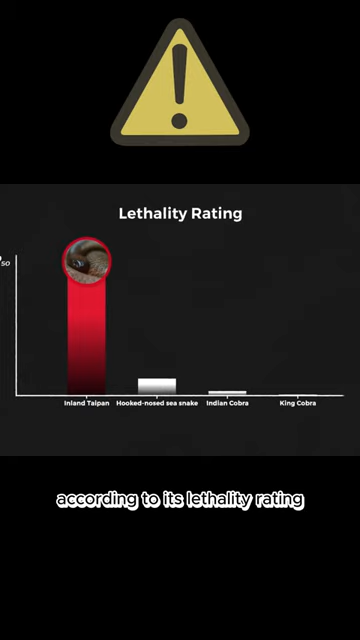 Lethality Rating
50
Inland Taipan Hooked-nosed sea snake Indian Cobra King Cobra
according to its lethality rating